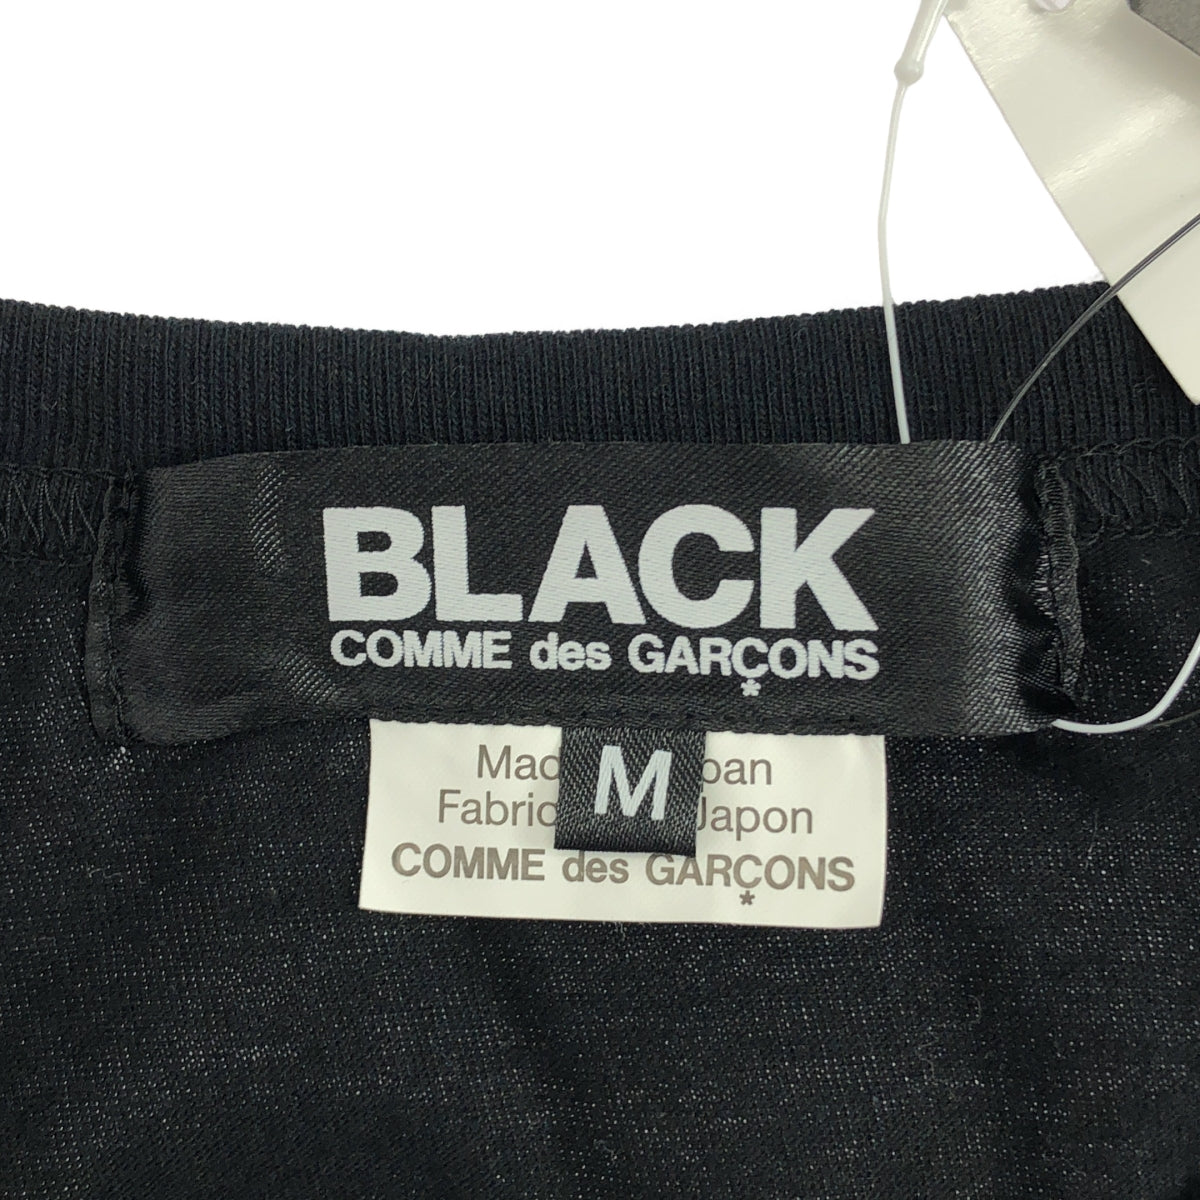 BLACK
COMME des GARÇONS
*
M
Mad pan
Fabric Japon
COMME des GARÇONS
*